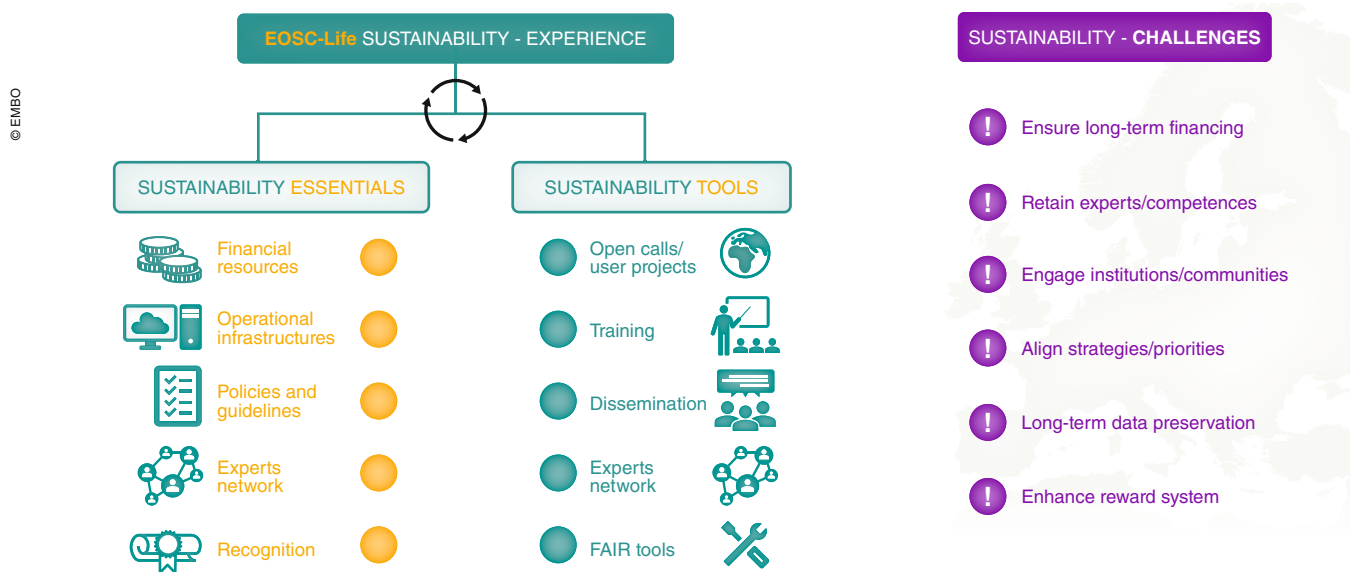 EOSC-Life SUSTAINABILITY - EXPERIENCE
SUSTAINABILITY - CHALLENGES
© EMBO
SUSTAINABILITY ESSENTIALS
Financial
resources
Operational
infrastructures
Policies and
guidelines
Experts
network
Recognition
SUSTAINABILITY TOOLS
Open calls/
user projects
Training
Dissemination
Experts
network
FAIR tools
! Ensure long-term financing
! Retain experts/competences
! Engage institutions/communities
! Align strategies/priorities
! Long-term data preservation
! Enhance reward system